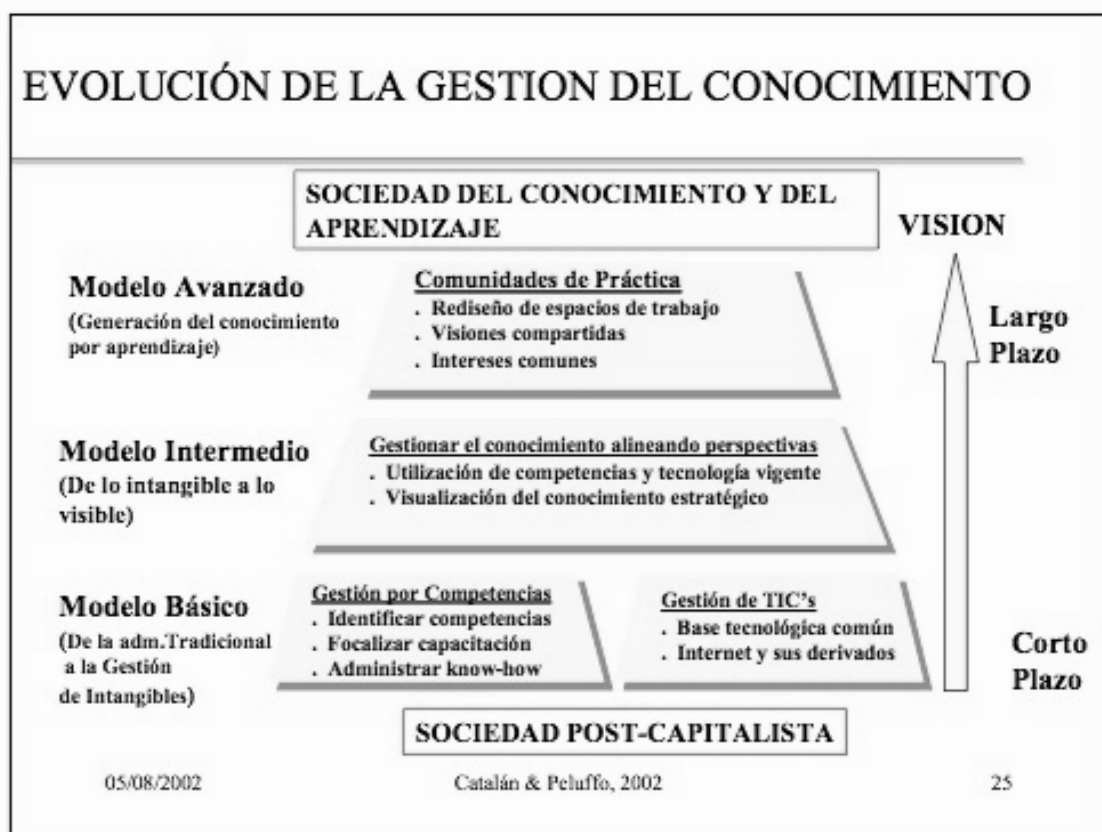 EVOLUCIÓN DE LA GESTION DEL CONOCIMIENTO
SOCIEDAD DEL CONOCIMIENTO Y DEL
APRENDIZAJE
VISION
Modelo Avanzado
(Generación del conocimiento
por aprendizaje)
Comunidades de Práctica
. Rediseño de espacios de trabajo
. Visiones compartidas
. Intereses comunes
Largo
Plazo
Modelo Intermedio
(De lo intangible a lo
visible)
Gestionar el conocimiento alineando perspectivas
. Utilización de competencias y tecnología vigente
. Visualización del conocimiento estratégico
Modelo Básico
(De la adm.Tradicional
a la Gestión
de Intangibles)
Gestión por Competencias
. Identificar competencias
. Focalizar capacitación
. Administrar know-how
Gestión de TIC's
. Base tecnológica común
. Internet y sus derivados
Corto
Plazo
SOCIEDAD POST-CAPITALISTA
05/08/2002
Catalán & Peluffo, 2002
25